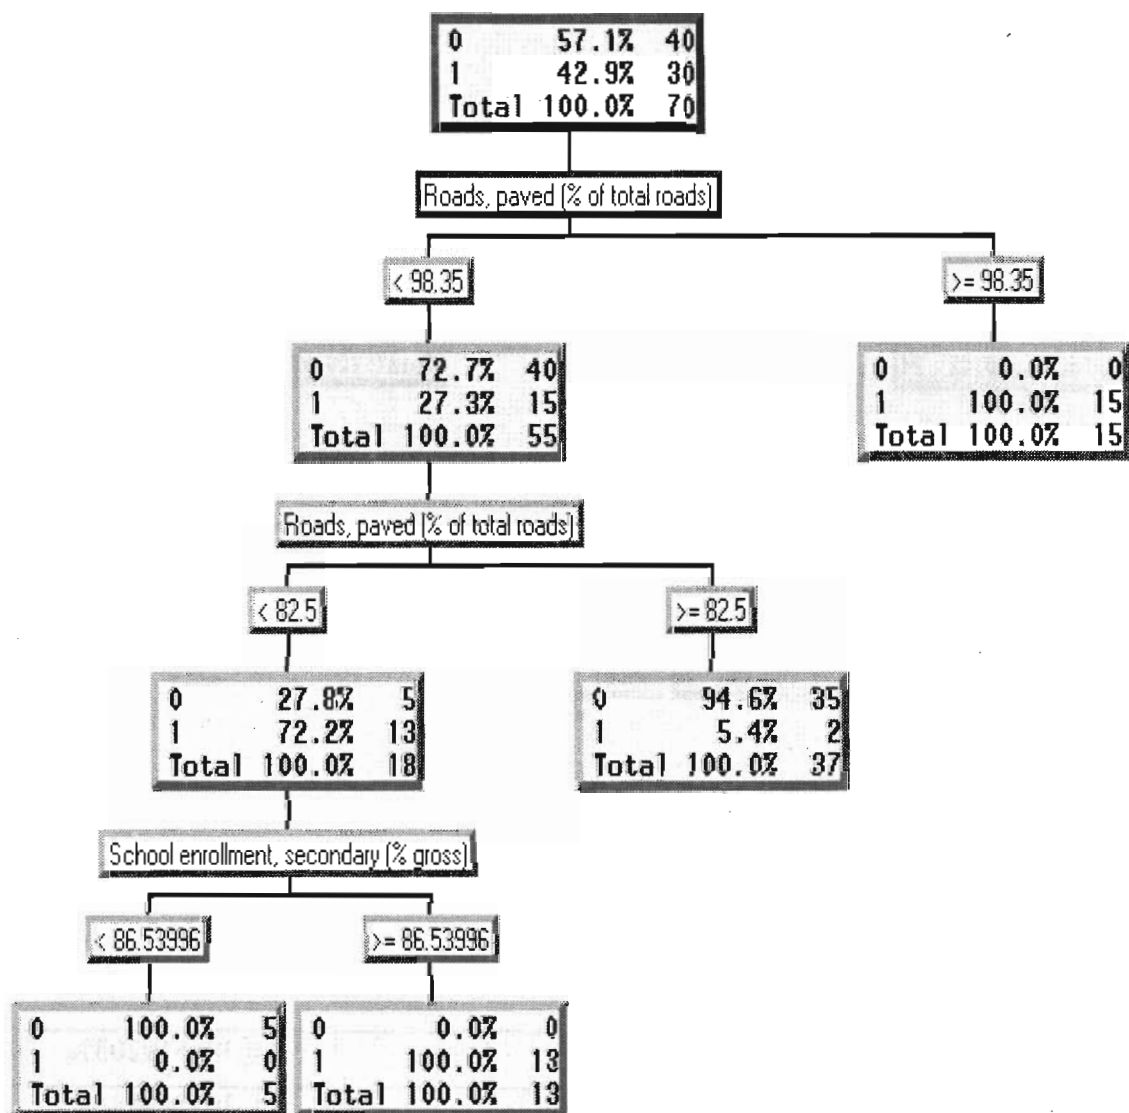 0 57.1% 40
1 42.9% 30
Total 100.0% 70
Roads, paved (% of total roads)
< 98.35
>= 98.35
0 72.7% 40
1 27.3% 15
Total 100.0% 55
0 0.0% 0
1 100.0% 15
Total 100.0% 15
Roads, paved (% of total roads)
< 82.5
>= 82.5
0 27.8% 5
1 72.2% 13
Total 100.0% 18
0 94.6% 35
1 5.4% 2
Total 100.0% 37
School enrollment, secondary (% gross)
< 86.53996
>= 86.53996
0 100.0% 5
1 0.0% 0
Total 100.0% 5
0 0.0% 0
1 100.0% 13
Total 100.0% 13